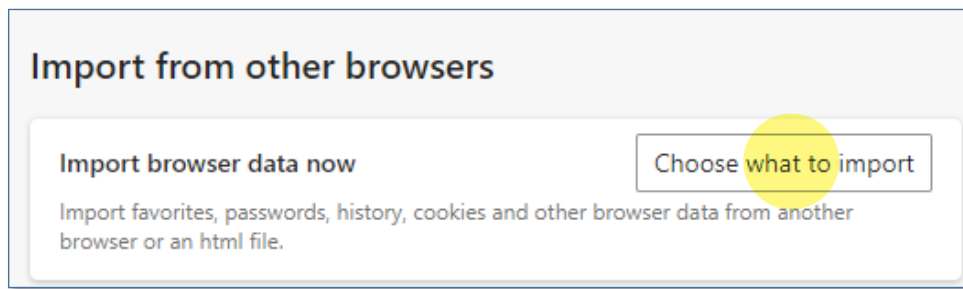 Import from other browsers
Import browser data now
Choose what to import
Import favorites, passwords, history, cookies and other browser data from another
browser or an html file.